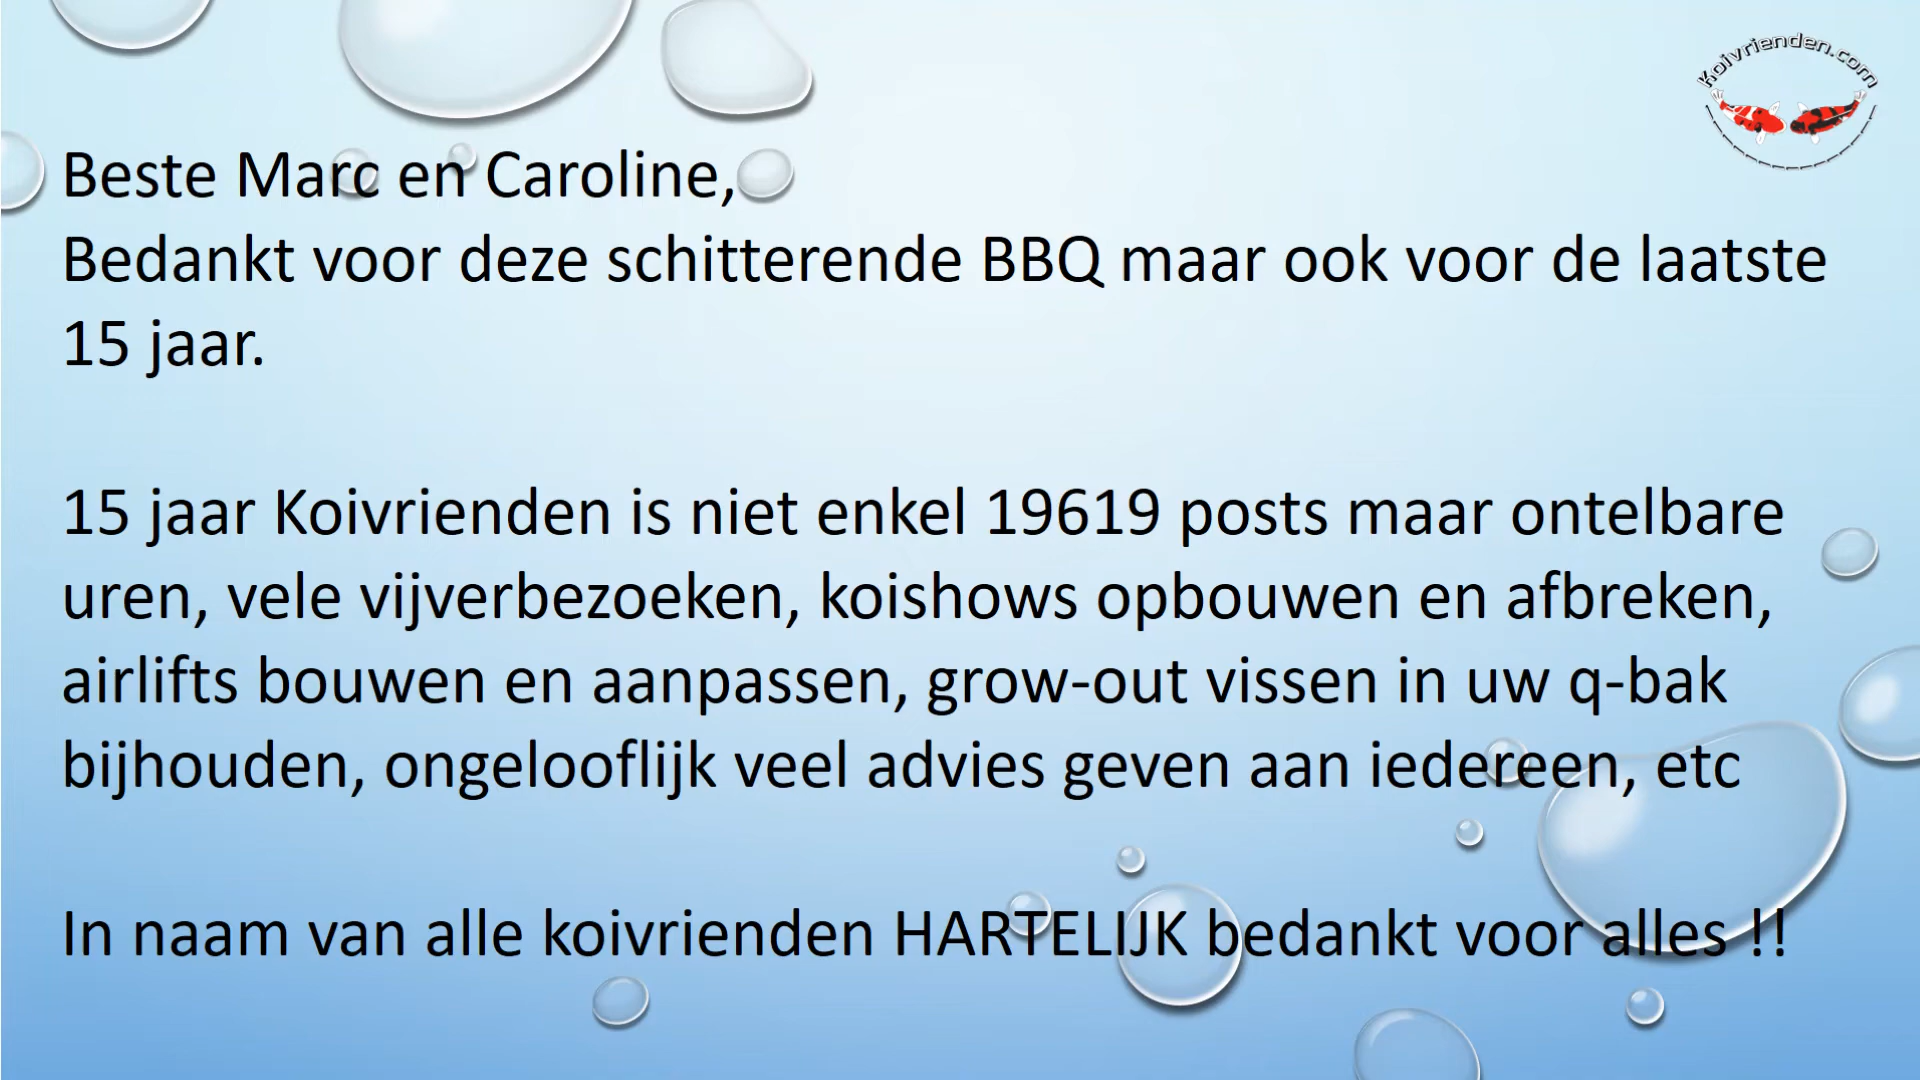 Koivrienden.com
Beste Marc en Caroline,
Bedankt voor deze schitterende BBQ maar ook voor de laatste
15 jaar.
15 jaar Koivrienden is niet enkel 19619 posts maar ontelbare
uren, vele vijverbezoeken, koishows opbouwen en afbreken,
airlifts bouwen en aanpassen, grow-out vissen in uw q-bak
bijhouden, ongelooflijk veel advies geven aan iedereen, etc
In naam van alle koivrienden HARTELIJK bedankt voor alles !!